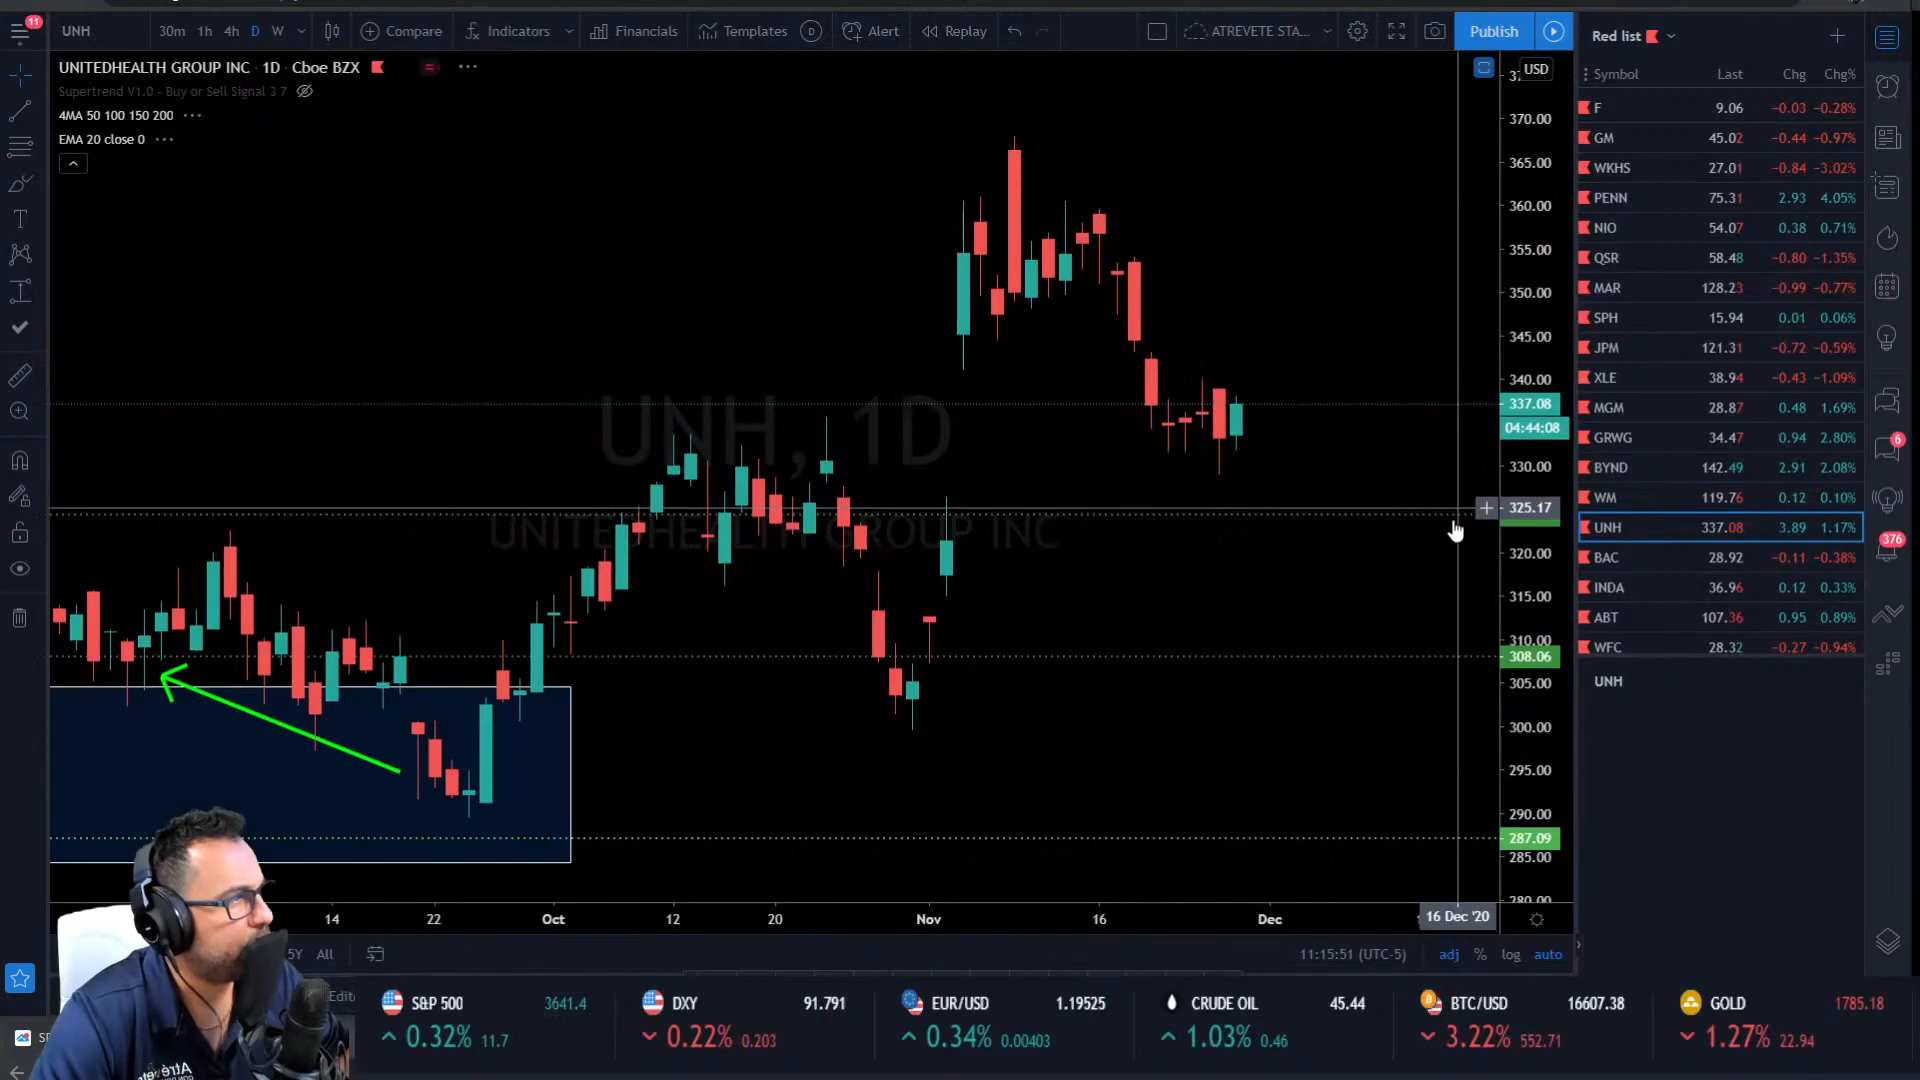 11
UNH
30m 1h 4h D W
Compare
Indicators
Financials
Templates
D
Alert
Replay
ATREVETE STA...
Publish
Red list
UNITEDHEALTH GROUP INC · 1D · Cboe BZX
Supertrend V1.0 - Buy or Sell Signal 3 7
4MA 50 100 150 200
EMA 20 close 0
USD
370.00
365.00
360.00
355.00
350.00
345.00
340.00
337.08
04:44:08
330.00
325.17
320.00
315.00
310.00
308.06
305.00
300.00
295.00
290.00
287.09
285.00
280.00
UNH, 1D
UNITEDHEALTH GROUP INC
14 22 Oct 12 20 Nov 16 Dec 16 Dec '20
5Y All
11:15:51 (UTC-5)
adj % log auto
Symbol Last Chg Chg%
F 9.06 −0.03 −0.28%
GM 45.02 −0.44 −0.97%
WKHS 27.01 −0.84 −3.02%
PENN 75.31 2.93 4.05%
NIO 54.07 0.38 0.71%
QSR 58.48 −0.80 −1.35%
MAR 128.23 −0.99 −0.77%
SPH 15.94 0.01 0.06%
JPM 121.31 −0.72 −0.59%
XLE 38.94 −0.43 −1.09%
MGM 28.87 0.48 1.69%
GRWG 34.47 0.94 2.80%
BYND 142.49 2.91 2.08%
WM 119.76 0.12 0.10%
UNH 337.08 3.89 1.17%
BAC 28.92 −0.11 −0.38%
INDA 36.96 0.12 0.33%
ABT 107.36 0.95 0.89%
WFC 28.32 −0.27 −0.94%
UNH
6
376
S&P 500 3641.4
0.32% 11.7
DXY 91.791
0.22% 0.203
EUR/USD 1.19525
0.34% 0.00403
CRUDE OIL 45.44
1.03% 0.46
BTC/USD 16607.38
3.22% 552.71
GOLD 1785.18
1.27% 22.94